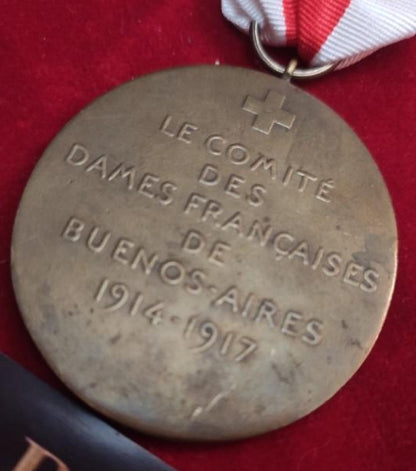 LE COMITÉ
DES
DAMES FRANÇAISES
DE
BUENOS-AIRES
1914-1917